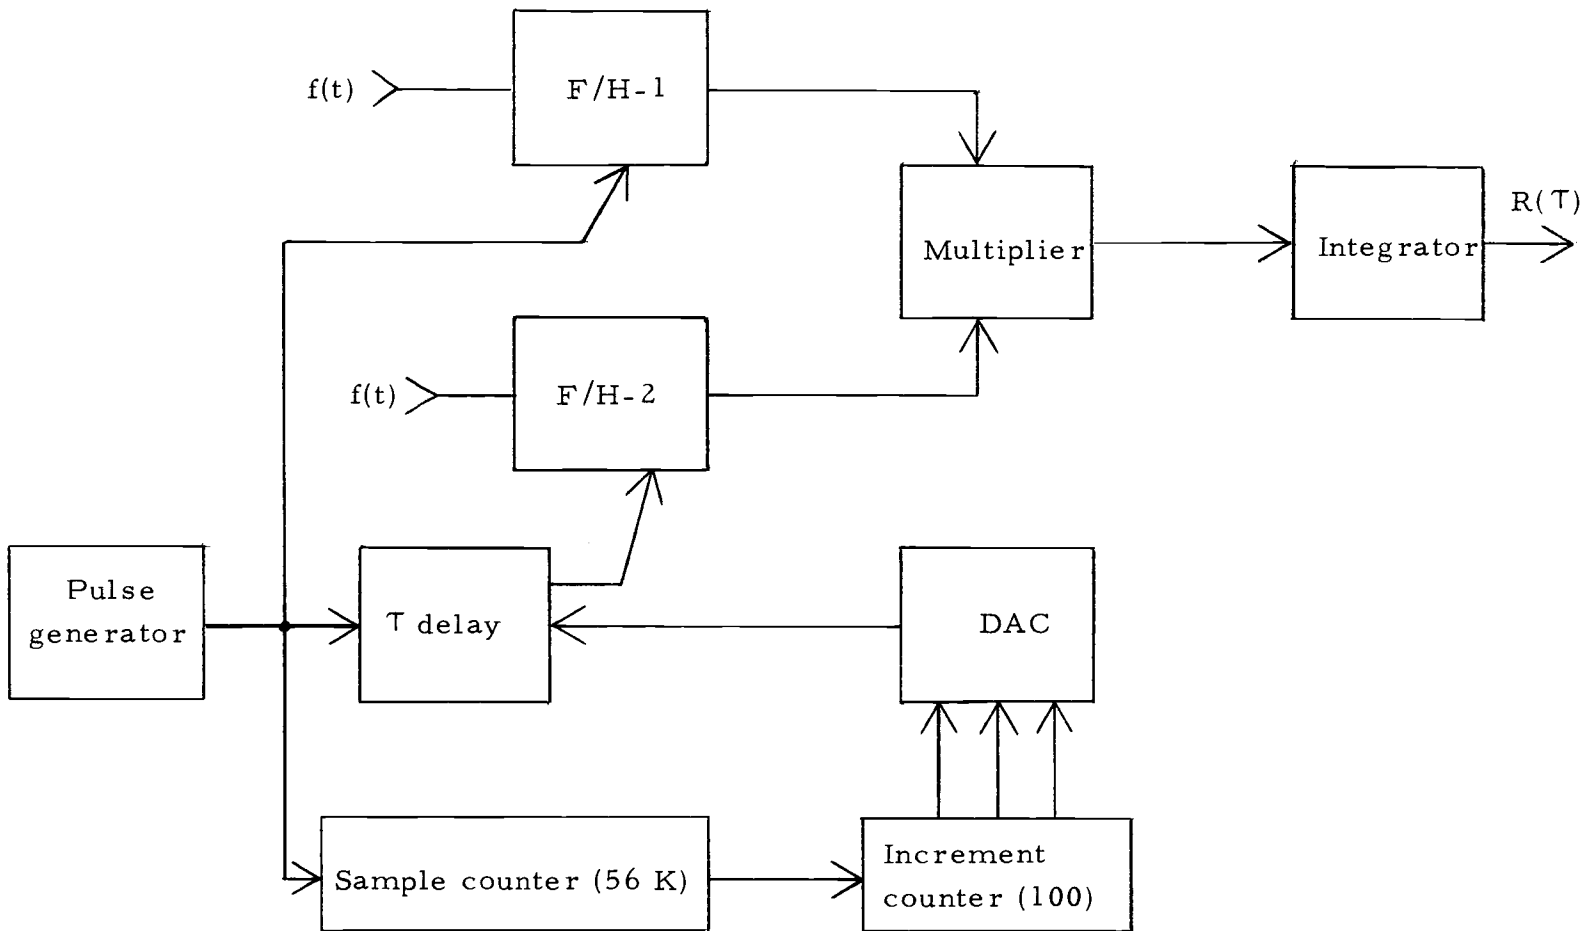 f(t)
F/H-1
R(τ)
Multiplier
Integrator
f(t)
F/H-2
Pulse
generator
τ delay
DAC
Sample counter (56 K)
Increment
counter (100)